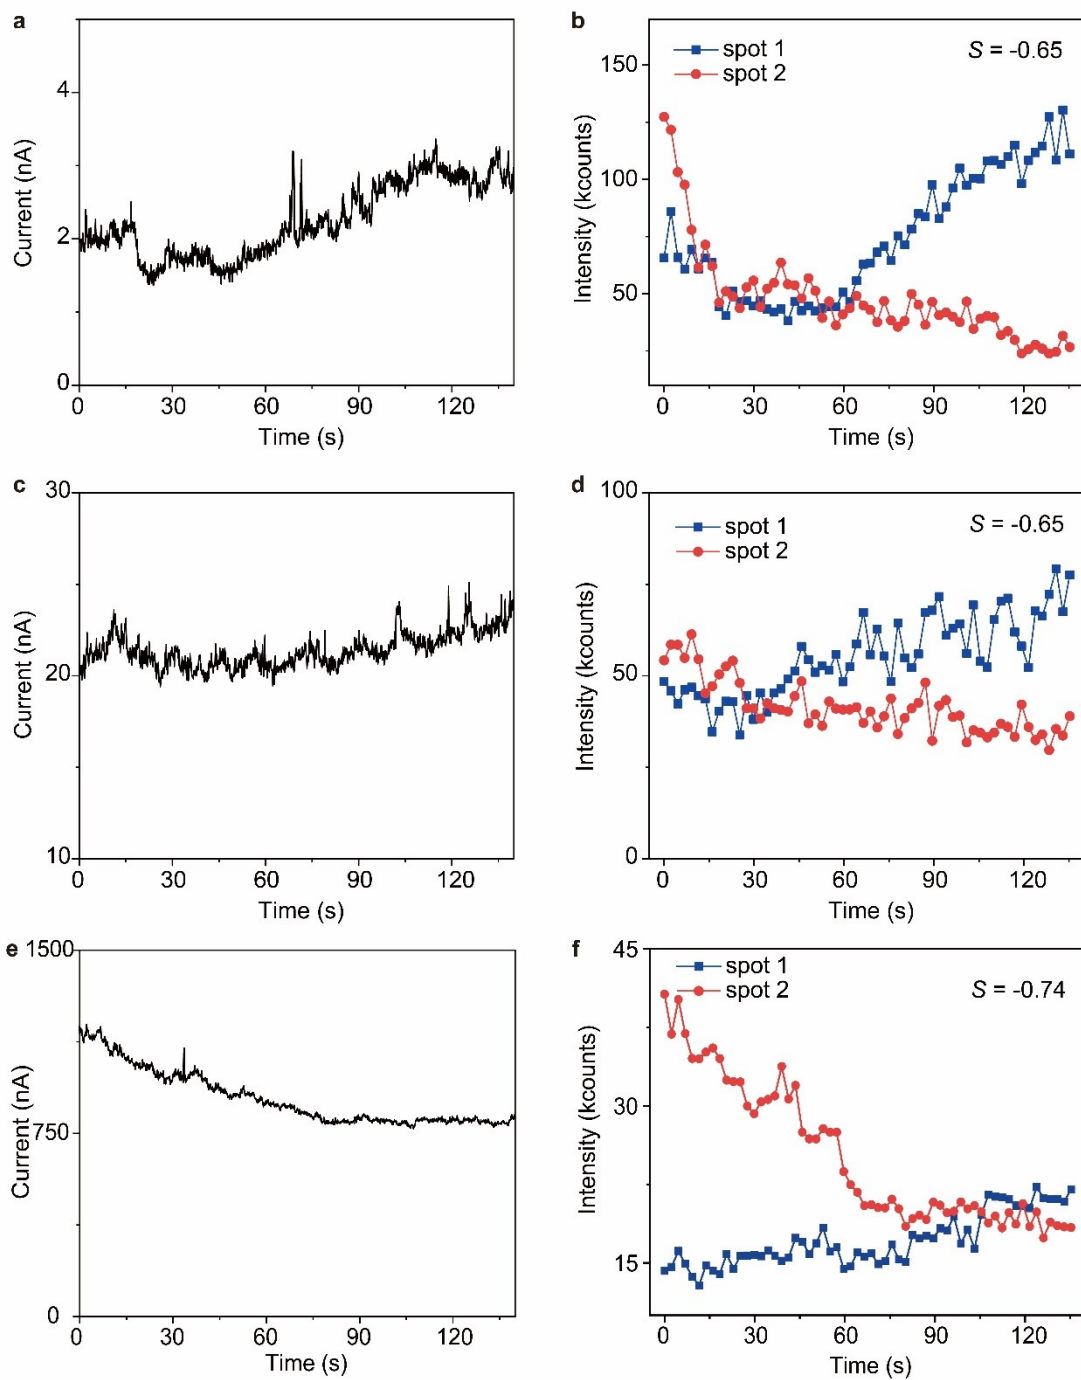 a
4
2
0
Current (nA)
0 30 60 90 120
Time (s)
b
spot 1
spot 2
S = -0.65
150
100
50
Intensity (kcounts)
0 30 60 90 120
Time (s)
c
30
20
10
Current (nA)
0 30 60 90 120
Time (s)
d
spot 1
spot 2
S = -0.65
100
50
0
Intensity (kcounts)
0 30 60 90 120
Time (s)
e
1500
750
0
Current (nA)
0 30 60 90 120
Time (s)
f
spot 1
spot 2
S = -0.74
45
30
15
Intensity (kcounts)
0 30 60 90 120
Time (s)